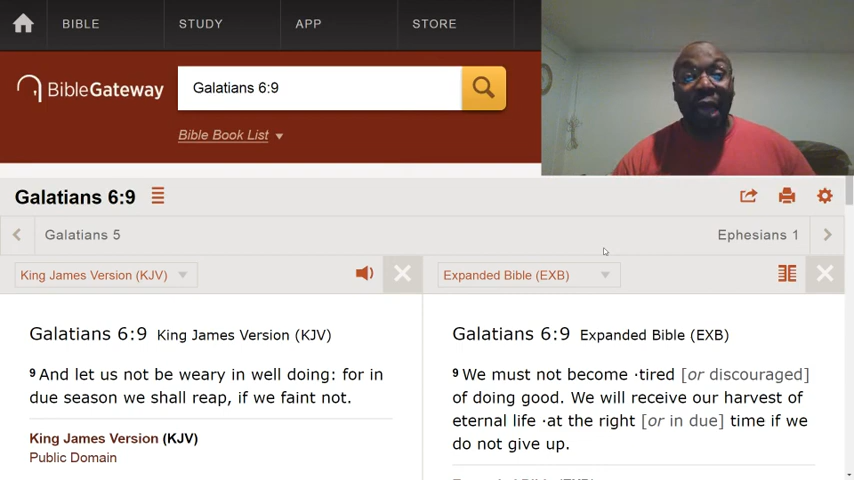 BIBLE STUDY APP STORE
BibleGateway
Galatians 6:9
Bible Book List
Galatians 6:9
Galatians 5
Ephesians 1
King James Version (KJV)
Expanded Bible (EXB)
Galatians 6:9 King James Version (KJV)
9 And let us not be weary in well doing: for in
due season we shall reap, if we faint not.
King James Version (KJV)
Public Domain
Galatians 6:9 Expanded Bible (EXB)
9 We must not become ·tired [or discouraged]
of doing good. We will receive our harvest of
eternal life ·at the right [or in due] time if we
do not give up.